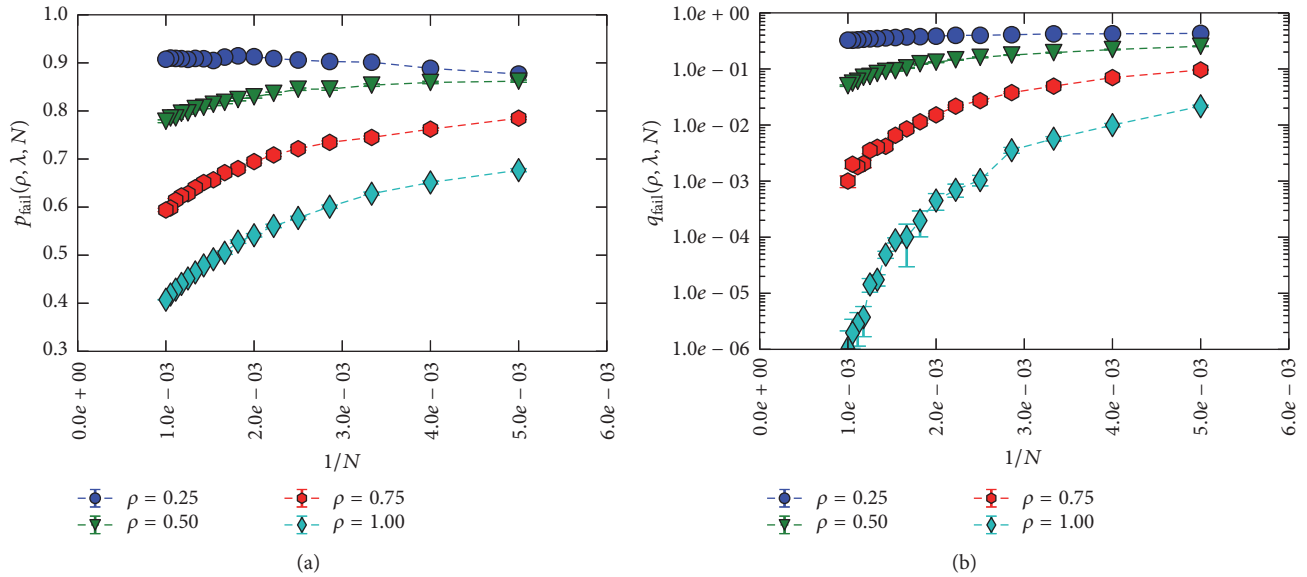 1.0
0.9
0.8
0.7
0.6
0.5
0.4
0.3
p_fail(ρ, λ, N)
0.0e + 00
1.0e − 03
2.0e − 03
3.0e − 03
4.0e − 03
5.0e − 03
6.0e − 03
1/N
ρ = 0.25
ρ = 0.50
ρ = 0.75
ρ = 1.00
(a)
1.0e + 00
1.0e − 01
1.0e − 02
1.0e − 03
1.0e − 04
1.0e − 05
1.0e − 06
q_fail(ρ, λ, N)
0.0e + 00
1.0e − 03
2.0e − 03
3.0e − 03
4.0e − 03
5.0e − 03
6.0e − 03
1/N
ρ = 0.25
ρ = 0.50
ρ = 0.75
ρ = 1.00
(b)